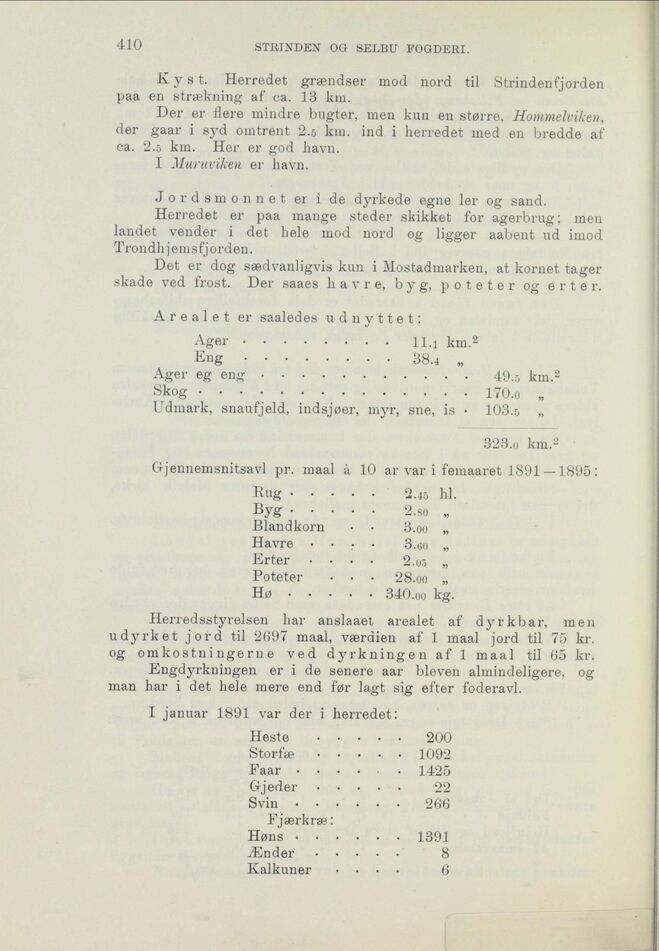 410
STRINDEN OG SELBU FOGDERI.
Kyst. Herredet grændser mod nord til Strindenfjorden
paa en strækning af ca. 13 km.
Der er flere mindre bugter, men kun en større, Hommelviken,
der gaar i syd omtrent 2.5 km. ind i herredet med en bredde af
ca. 2.5 km. Her er god havn.
I Muruviken er havn.
Jordsmonnet er i de dyrkede egne ler og sand.
Herredet er paa mange steder skikket for agerbrug; men
landet vender i det hele mod nord og ligger aabent ud imod
Trondhjemsfjorden.
Det er dog sædvanligvis kun i Mostadmarken, at kornet tager
skade ved frost. Der saaes havre, byg, poteter og erter.
Arealet er saaledes udnyttet:
Ager . . . . . . . . 11.1 km.²
Eng . . . . . . . . 38.4 „
Ager eg eng . . . . . . . . . . . . 49.5 km.²
Skog . . . . . . . . . . . . . . . 170.0 „
Udmark, snaufjeld, indsjøer, myr, sne, is . 103.5 „
323.0 km.²
Gjennemsnitsavl pr. maal à 10 ar var i femaaret 1891—1895:
Rug . . . . . 2.45 hl.
Byg . . . . . 2.80 „
Blandkorn . . 3.00 „
Havre . . . . 3.60 „
Erter . . . . 2.05 „
Poteter . . . 28.00 „
Hø . . . . . 340.00 kg.
Herredsstyrelsen har anslaaet arealet af dyrkbar, men
udyrket jord til 2697 maal, værdien af 1 maal jord til 75 kr.
og omkostningerne ved dyrkningen af 1 maal til 65 kr.
Engdyrkningen er i de senere aar bleven almindeligere, og
man har i det hele mere end før lagt sig efter foderavl.
I januar 1891 var der i herredet:
Heste . . . . . 200
Storfæ . . . . . 1092
Faar . . . . . . 1425
Gjeder . . . . . 22
Svin . . . . . . 266
Fjærkræ:
Høns . . . . . . 1391
Ænder . . . . . 8
Kalkuner . . . . 6